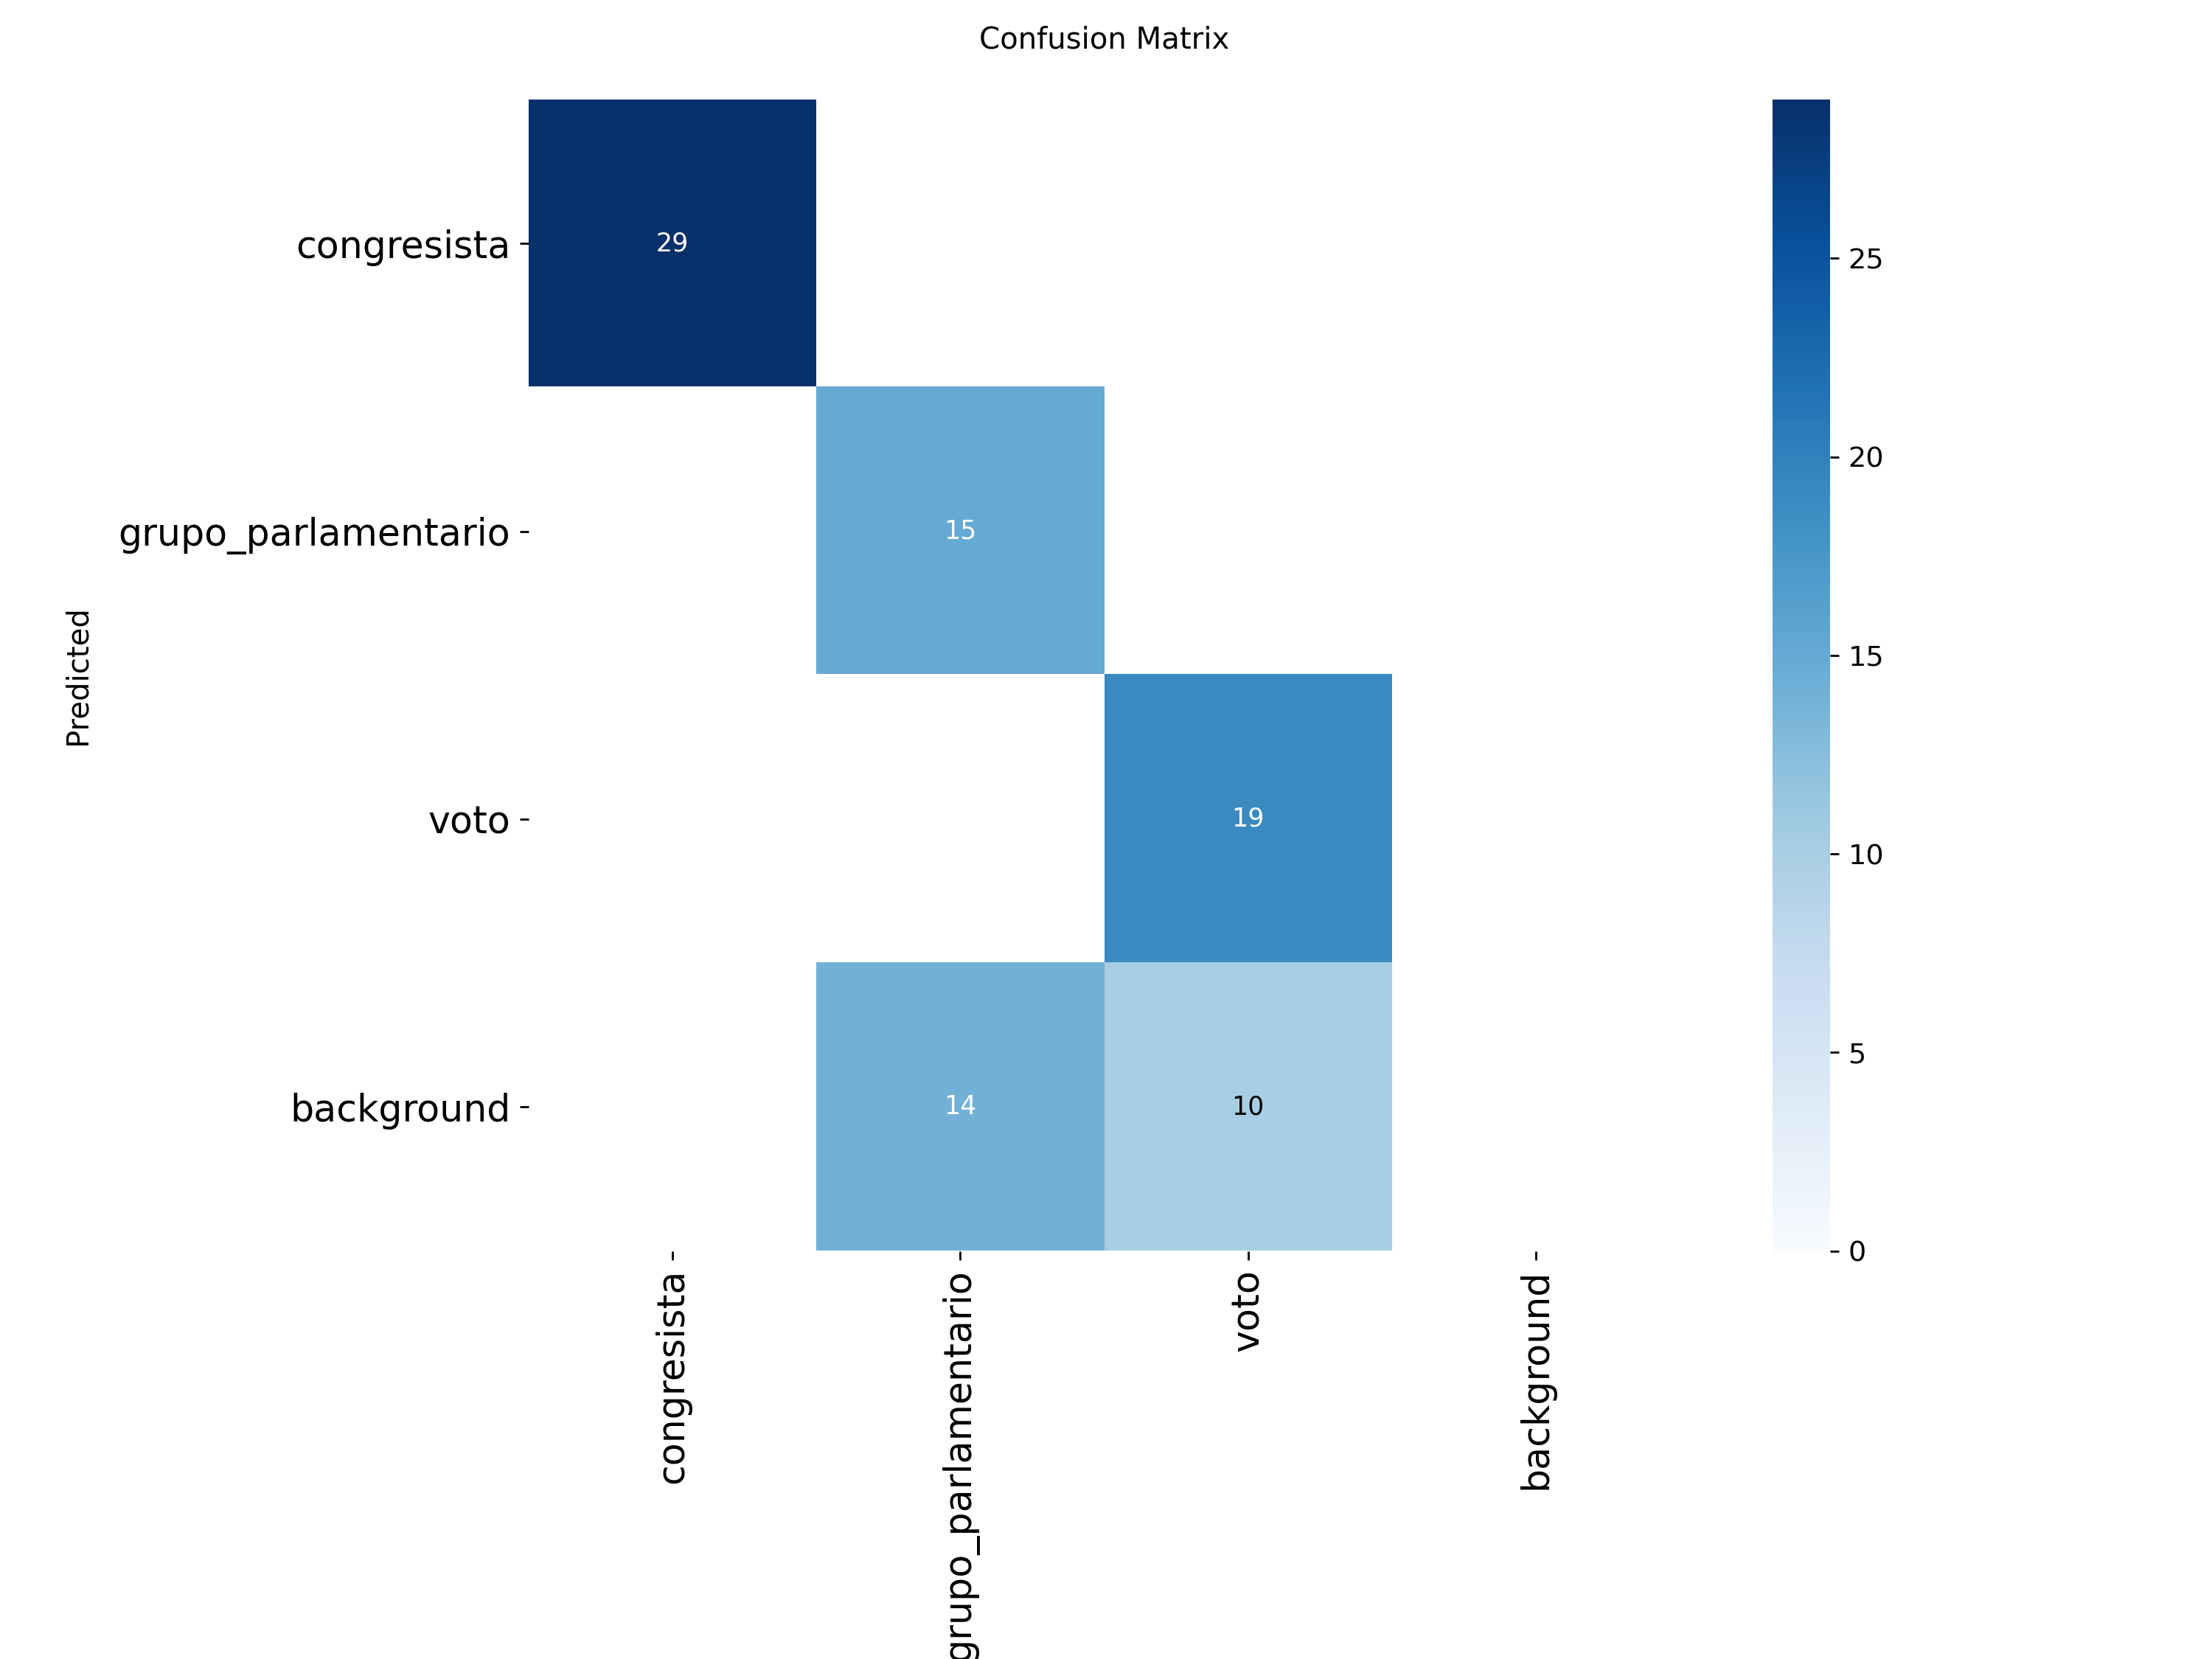 Confusion Matrix
Predicted
congresista
29
grupo_parlamentario
15
voto
19
background
14
10
congresista
grupo_parlamentario
voto
background
25
20
15
10
5
0